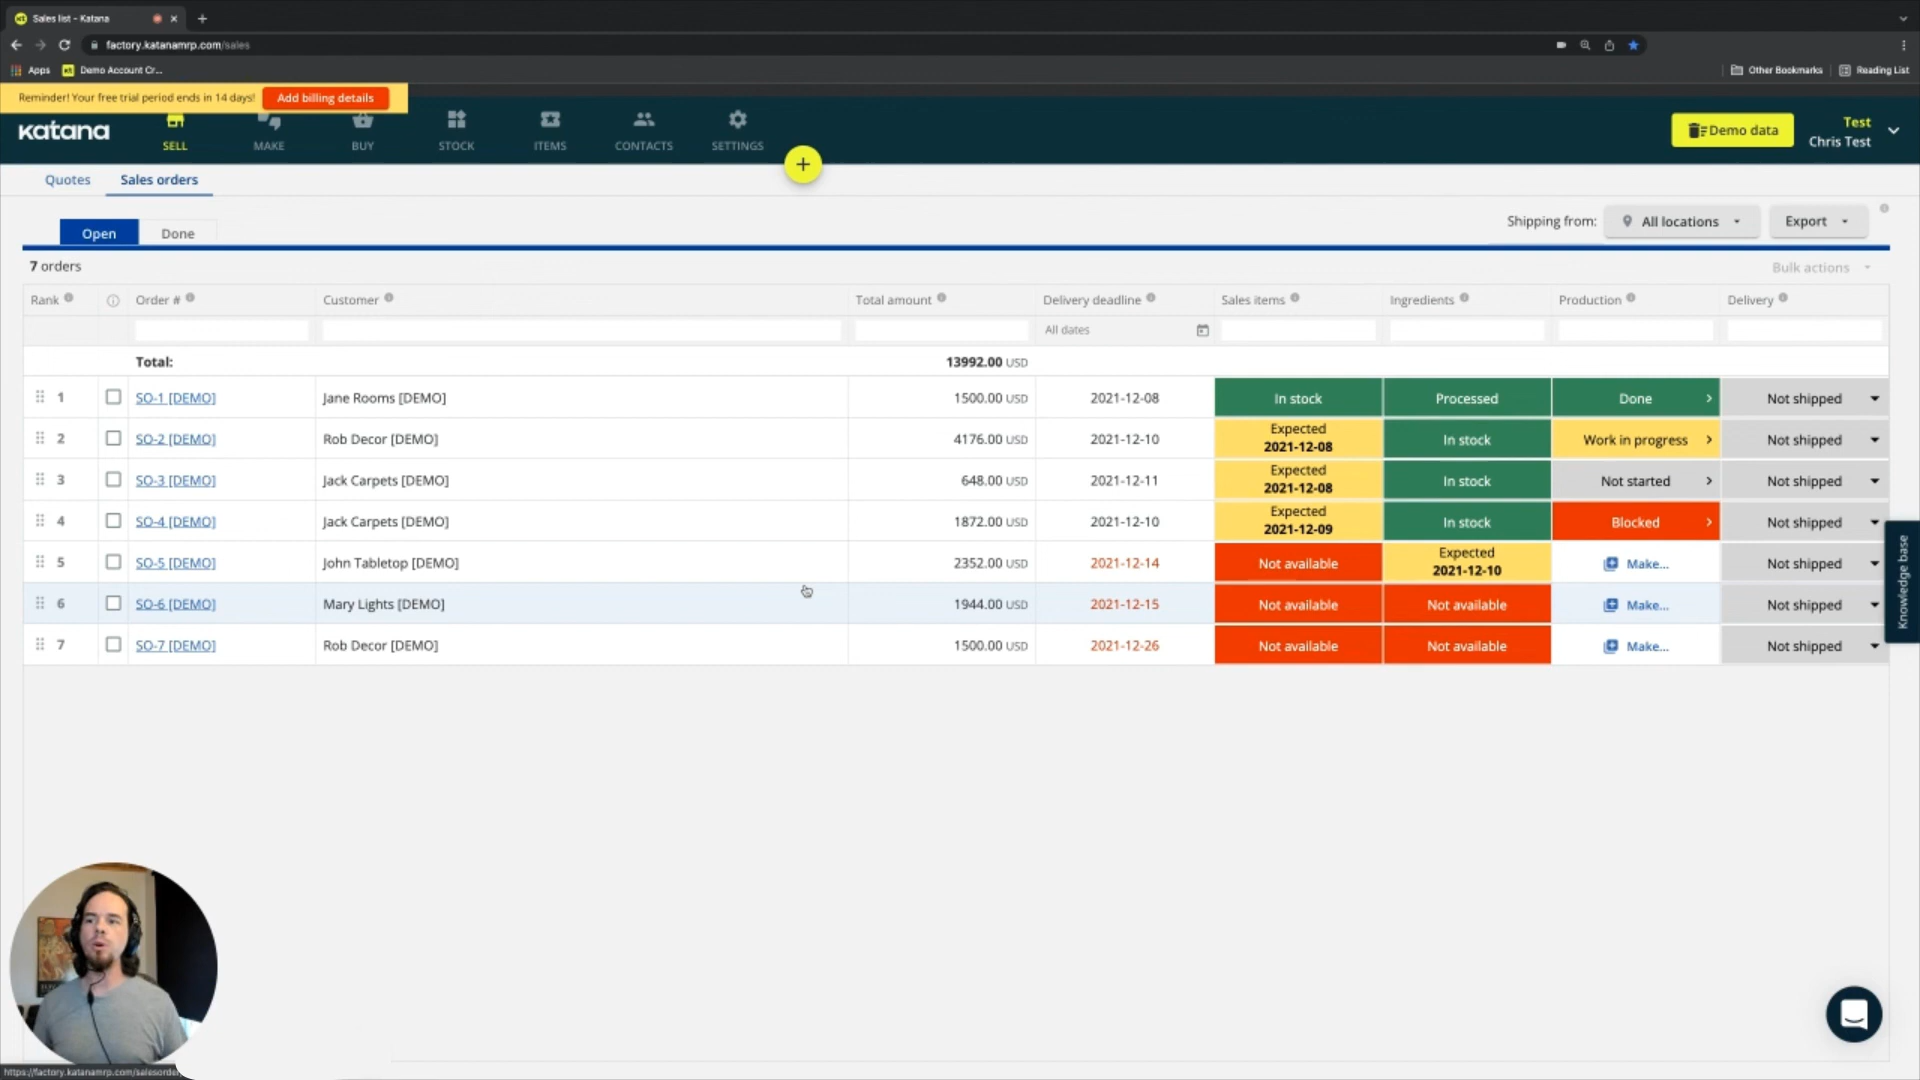 Sales list - Katana
factory.katanamrp.com/sales
Apps
Demo Account Cr...
Other Bookmarks
Reading List
Reminder! Your free trial period ends in 14 days!
Add billing details
katana
SELL
MAKE
BUY
STOCK
ITEMS
CONTACTS
SETTINGS
+
Demo data
Test
Chris Test
Quotes
Sales orders
Open
Done
Shipping from:
All locations
Export
7 orders
Bulk actions
Rank
Order #
Customer
Total amount
Delivery deadline
Sales items
Ingredients
Production
Delivery
All dates
Total:
13992.00 USD
1 SO-1 [DEMO] Jane Rooms [DEMO] 1500.00 USD 2021-12-08 In stock Processed Done Not shipped
2 SO-2 [DEMO] Rob Decor [DEMO] 4176.00 USD 2021-12-10 Expected 2021-12-08 In stock Work in progress Not shipped
3 SO-3 [DEMO] Jack Carpets [DEMO] 648.00 USD 2021-12-11 Expected 2021-12-08 In stock Not started Not shipped
4 SO-4 [DEMO] Jack Carpets [DEMO] 1872.00 USD 2021-12-10 Expected 2021-12-09 In stock Blocked Not shipped
5 SO-5 [DEMO] John Tabletop [DEMO] 2352.00 USD 2021-12-14 Not available Expected 2021-12-10 Make... Not shipped
6 SO-6 [DEMO] Mary Lights [DEMO] 1944.00 USD 2021-12-15 Not available Not available Make... Not shipped
7 SO-7 [DEMO] Rob Decor [DEMO] 1500.00 USD 2021-12-26 Not available Not available Make... Not shipped
Knowledge base
https://factory.katanamrp.com/salesorder